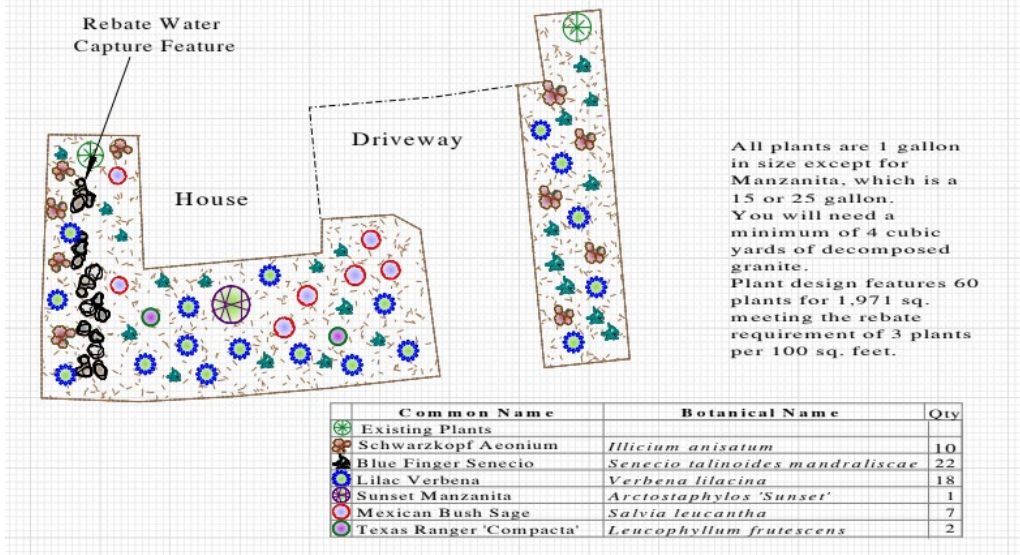 Rebate Water
Capture Feature
House
Driveway
All plants are 1 gallon
in size except for
Manzanita, which is a
15 or 25 gallon.
You will need a
minimum of 4 cubic
yards of decomposed
granite.
Plant design features 60
plants for 1,971 sq.
meeting the rebate
requirement of 3 plants
per 100 sq. feet.
Common Name Botanical Name Qty
Existing Plants
Schwarzkopf Aeonium Illicium anisatum 10
Blue Finger Senecio Senecio talinoides mandraliscae 22
Lilac Verbena Verbena lilacina 18
Sunset Manzanita Arctostaphylos 'Sunset' 1
Mexican Bush Sage Salvia leucantha 7
Texas Ranger 'Compacta' Leucophyllum frutescens 2